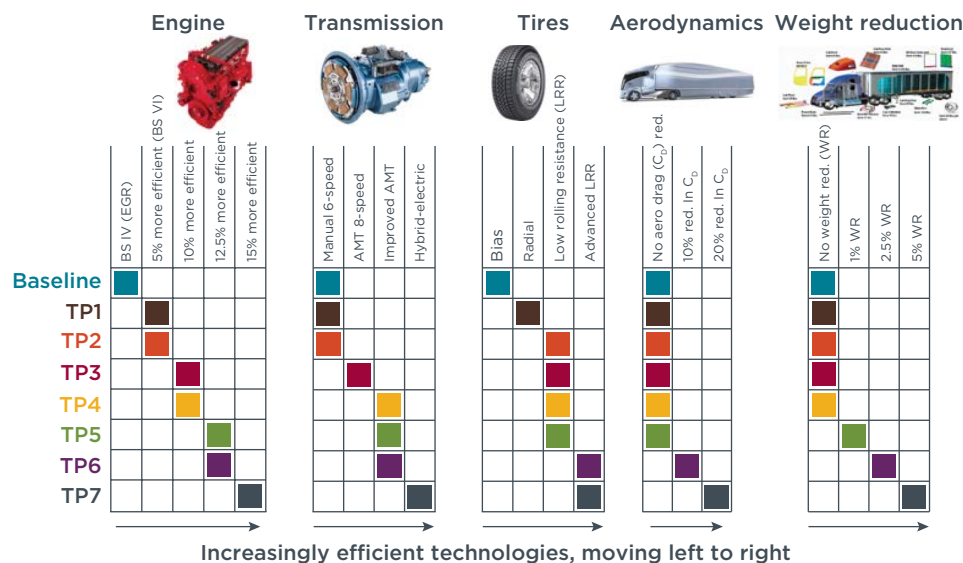 Engine
Transmission
Tires
Aerodynamics
Weight reduction
BS IV (EGR)
5% more efficient (BS VI)
10% more efficient
12.5% more efficient
15% more efficient
Manual 6-speed
AMT 8-speed
Improved AMT
Hybrid-electric
Bias
Radial
Low rolling resistance (LRR)
Advanced LRR
No aero drag (C_D) red.
10% red. In C_D
20% red. In C_D
No weight red. (WR)
1% WR
2.5% WR
5% WR
Baseline
TP1
TP2
TP3
TP4
TP5
TP6
TP7
Increasingly efficient technologies, moving left to right